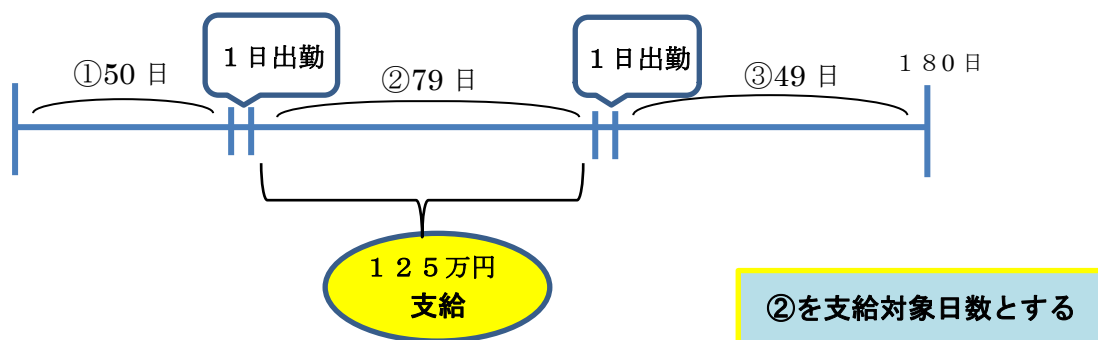 ①50 日
１日出勤
②79 日
１日出勤
③49 日
１８０日
１２５万円
支給
②を支給対象日数とする